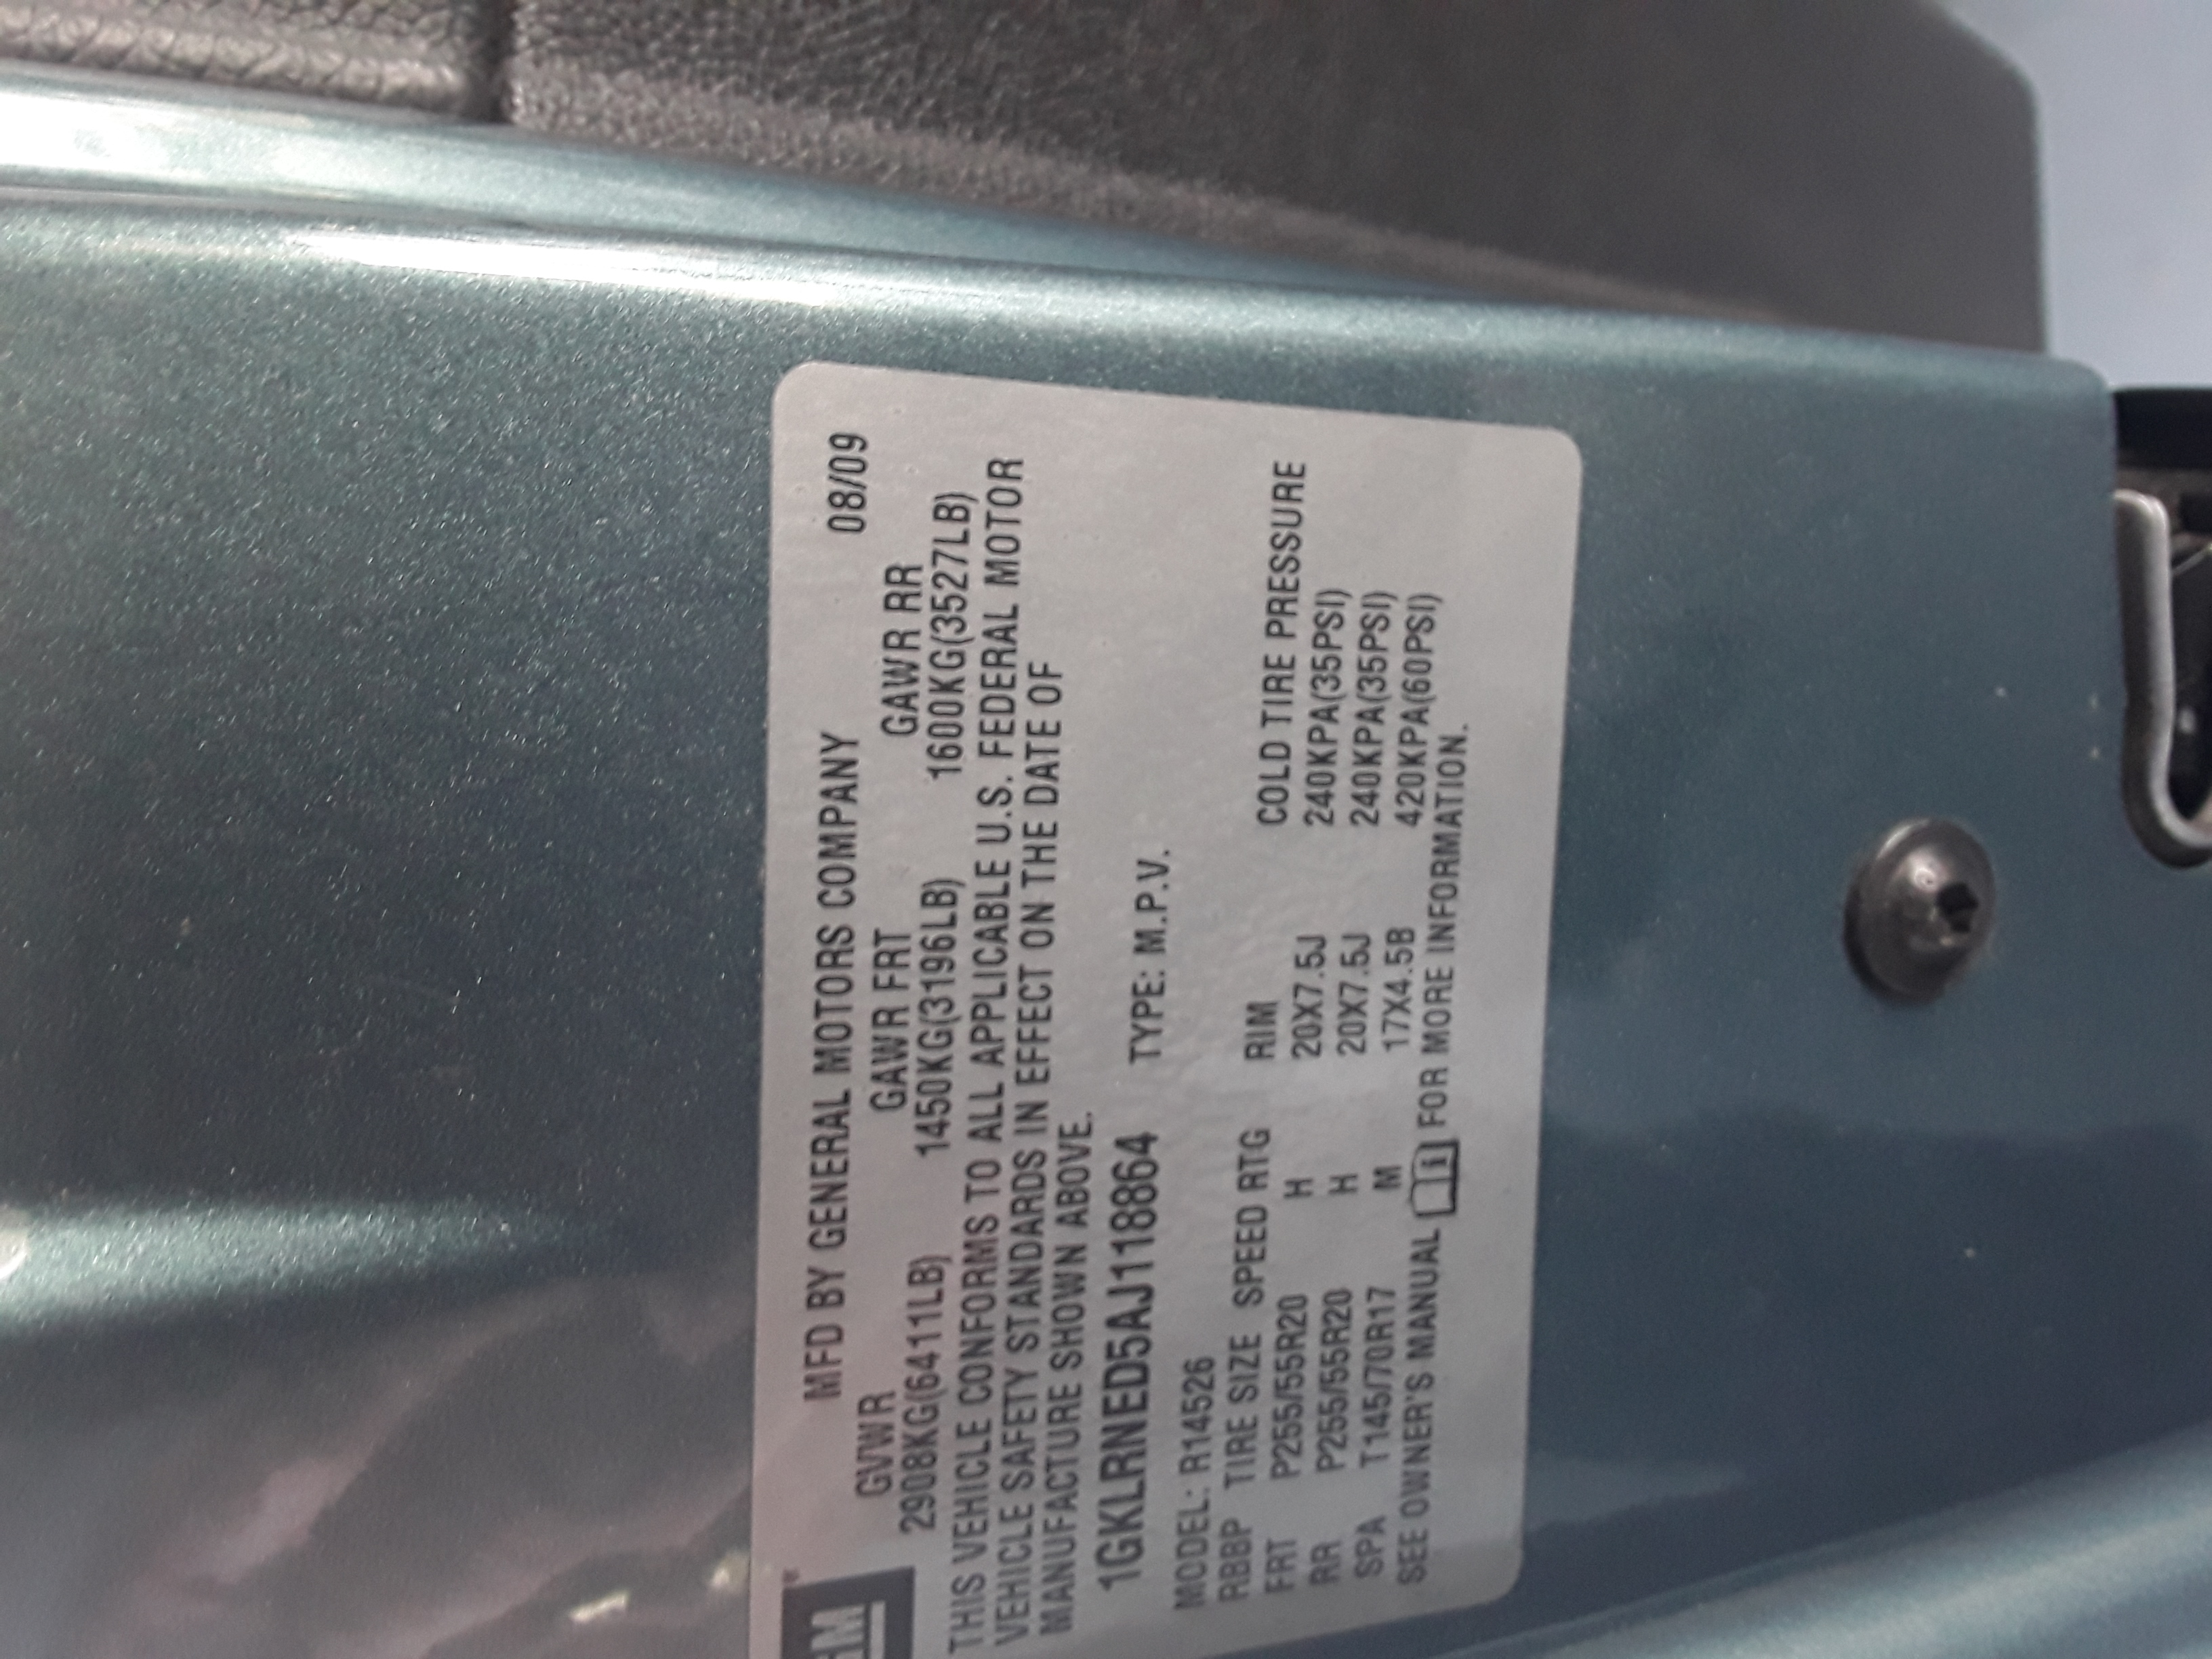 GM
MFD BY GENERAL MOTORS COMPANY 08/09
GVWR GAWR FRT GAWR RR
2908KG(6411LB) 1450KG(3196LB) 1600KG(3527LB)
THIS VEHICLE CONFORMS TO ALL APPLICABLE U.S. FEDERAL MOTOR
VEHICLE SAFETY STANDARDS IN EFFECT ON THE DATE OF
MANUFACTURE SHOWN ABOVE.
1GKLRNED5AJ118864 TYPE: M.P.V.
MODEL: R14526
RBBP TIRE SIZE SPEED RTG RIM COLD TIRE PRESSURE
FRT P255/55R20 H 20X7.5J 240KPA(35PSI)
RR P255/55R20 H 20X7.5J 240KPA(35PSI)
SPA T145/70R17 M 17X4.5B 420KPA(60PSI)
SEE OWNER'S MANUAL i FOR MORE INFORMATION.